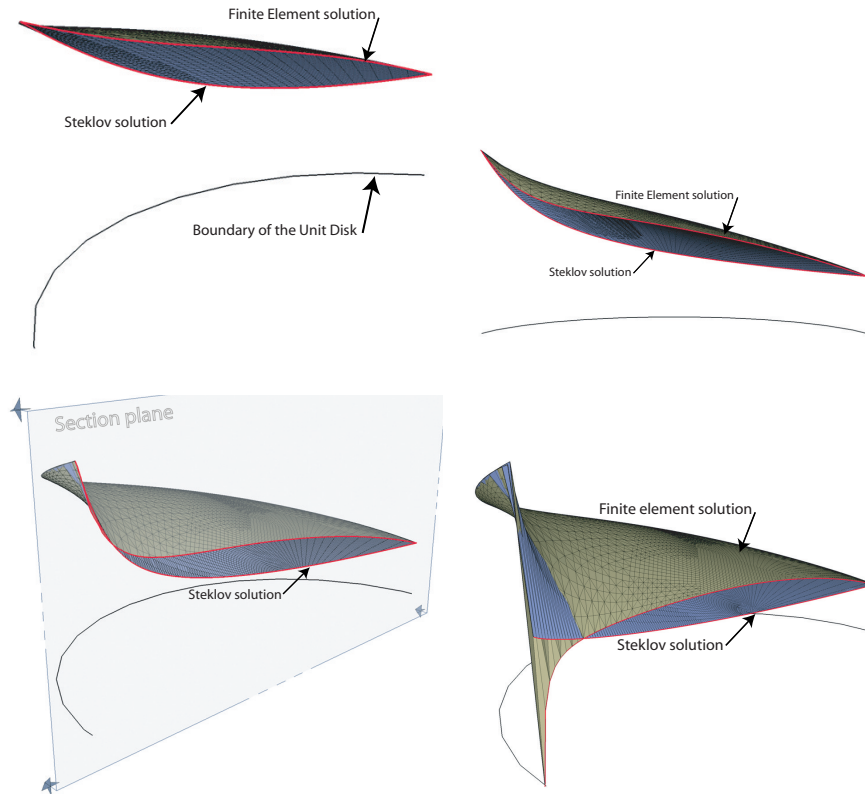 Finite Element solution
Steklov solution
Boundary of the Unit Disk
Finite Element solution
Steklov solution
Section plane
Steklov solution
Finite element solution
Steklov solution